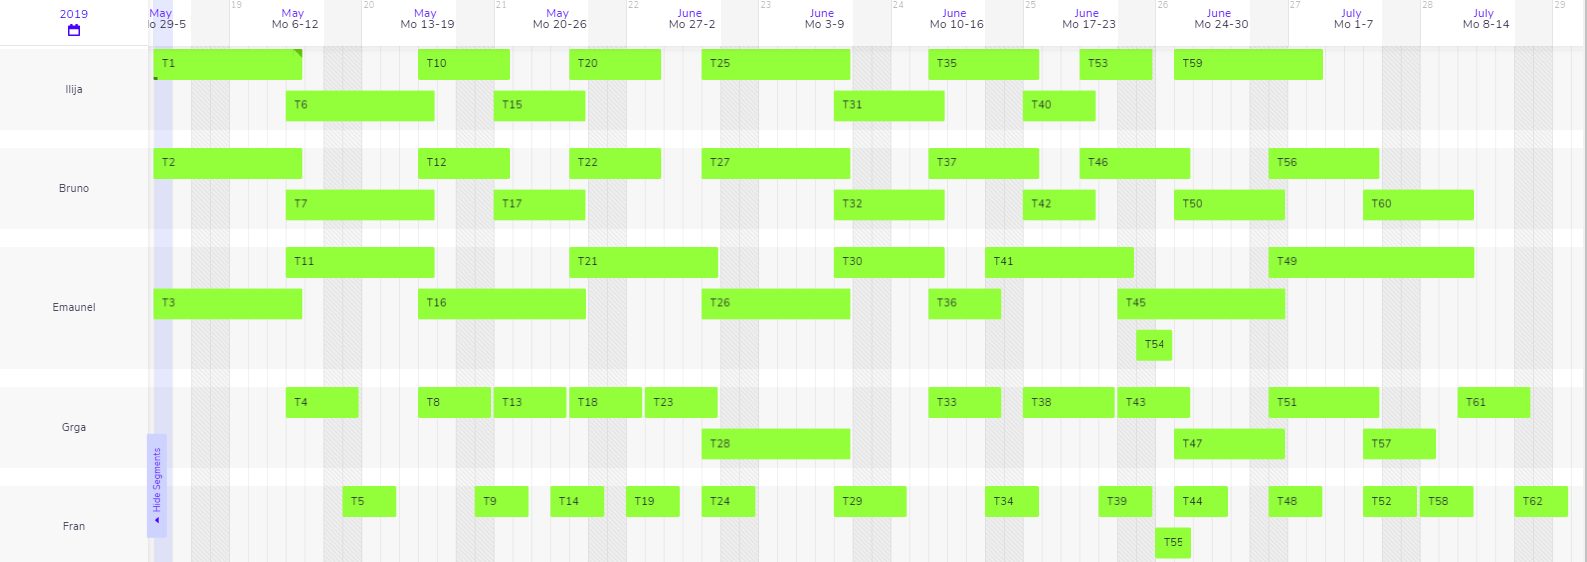 2019
May
o 29-5
19
May
Mo 6-12
20
May
Mo 13-19
21
May
Mo 20-26
22
June
Mo 27-2
23
June
Mo 3-9
24
June
Mo 10-16
25
June
Mo 17-23
26
June
Mo 24-30
27
July
Mo 1-7
28
July
Mo 8-14
29
Ilija
T1 T10 T20 T25 T35 T53 T59
T6 T15 T31 T40
Bruno
T2 T12 T22 T27 T37 T46 T56
T7 T17 T32 T42 T50 T60
Emaunel
T11 T21 T30 T41 T49
T3 T16 T26 T36 T45
T54
Grga
T4 T8 T13 T18 T23 T33 T38 T43 T51 T61
T28 T47 T57
Hide Segments
Fran
T5 T9 T14 T19 T24 T29 T34 T39 T44 T48 T52 T58 T62
T55